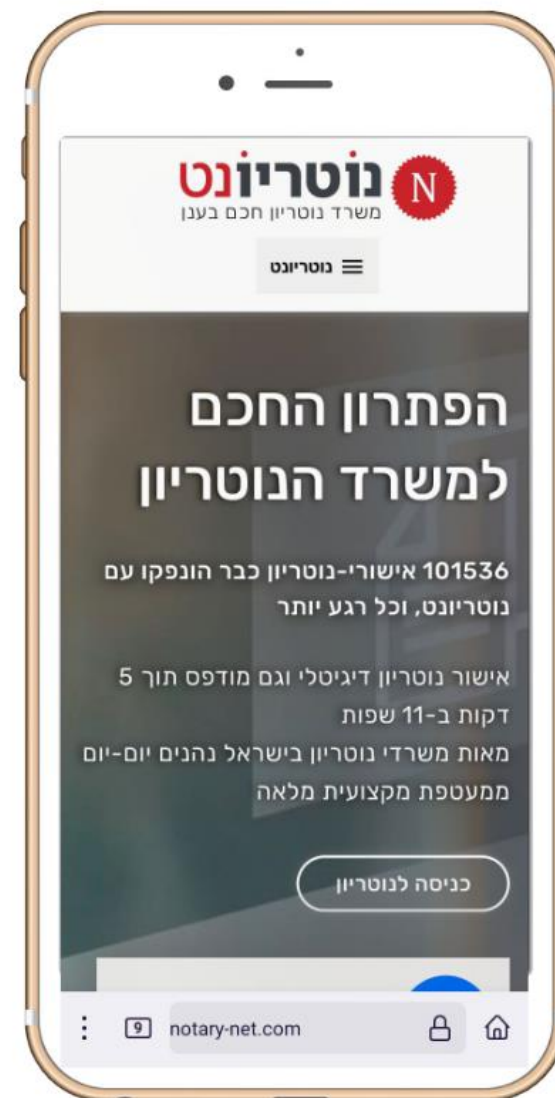 נוטריונט
משרד נוטריון חכם בענן
N
נוטריונט
הפתרון החכם
למשרד הנוטריון
101536 אישורי-נוטריון כבר הונפקו עם
נוטריונט, וכל רגע יותר
אישור נוטריון דיגיטלי וגם מודפס תוך 5
דקות ב-11 שפות
מאות משרדי נוטריון בישראל נהנים יום-יום
ממעטפת מקצועית מלאה
כניסה לנוטריון
9 notary-net.com